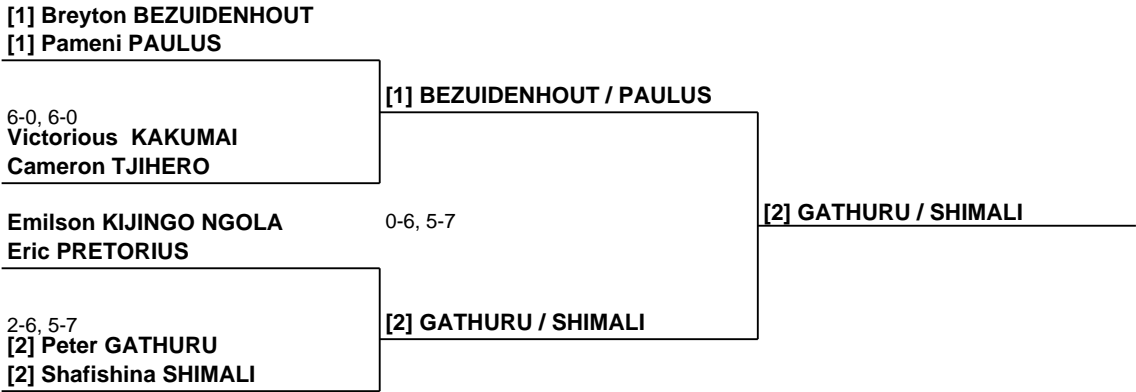 [1] Breyton BEZUIDENHOUT
[1] Pameni PAULUS
[1] BEZUIDENHOUT / PAULUS
6-0, 6-0
Victorious  KAKUMAI
Cameron TJIHERO
[2] GATHURU / SHIMALI
Emilson KIJINGO NGOLA
0-6, 5-7
Eric PRETORIUS
[2] GATHURU / SHIMALI
2-6, 5-7
[2] Peter GATHURU
[2] Shafishina SHIMALI